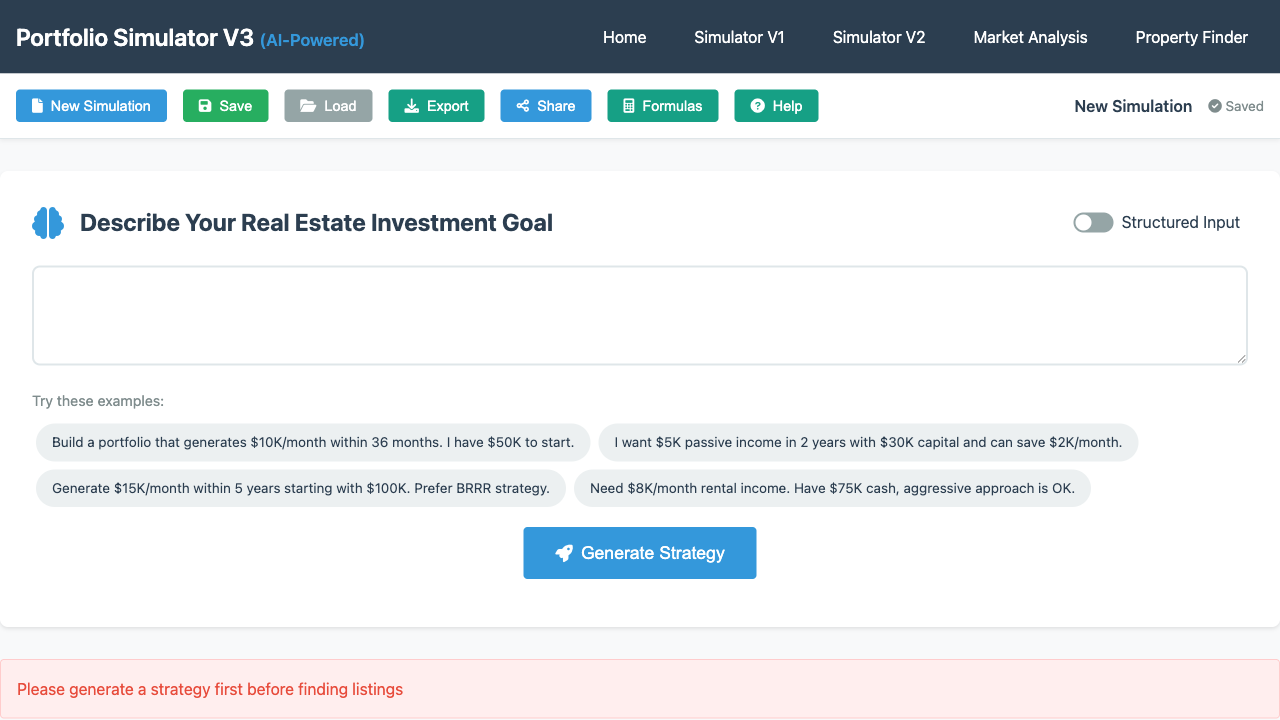 Portfolio Simulator V3 (AI-Powered) Home Simulator V1 Simulator V2 Market Analysis Property Finder
New Simulation Save Load Export Share Formulas Help New Simulation Saved
Describe Your Real Estate Investment Goal Structured Input
Try these examples:
Build a portfolio that generates $10K/month within 36 months. I have $50K to start. I want $5K passive income in 2 years with $30K capital and can save $2K/month.
Generate $15K/month within 5 years starting with $100K. Prefer BRRR strategy. Need $8K/month rental income. Have $75K cash, aggressive approach is OK.
Generate Strategy
Please generate a strategy first before finding listings